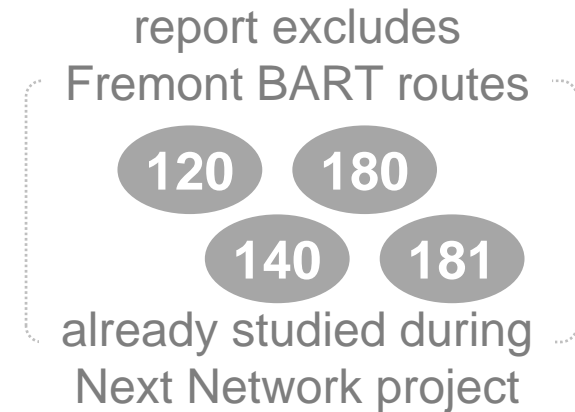 report excludes
Fremont BART routes
120 180
140 181
already studied during
Next Network project